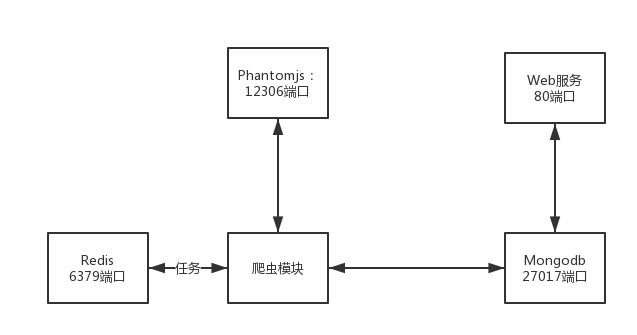 Phantomjs：
12306端口
Web服务
80端口
Redis
6379端口
任务
爬虫模块
Mongodb
27017端口